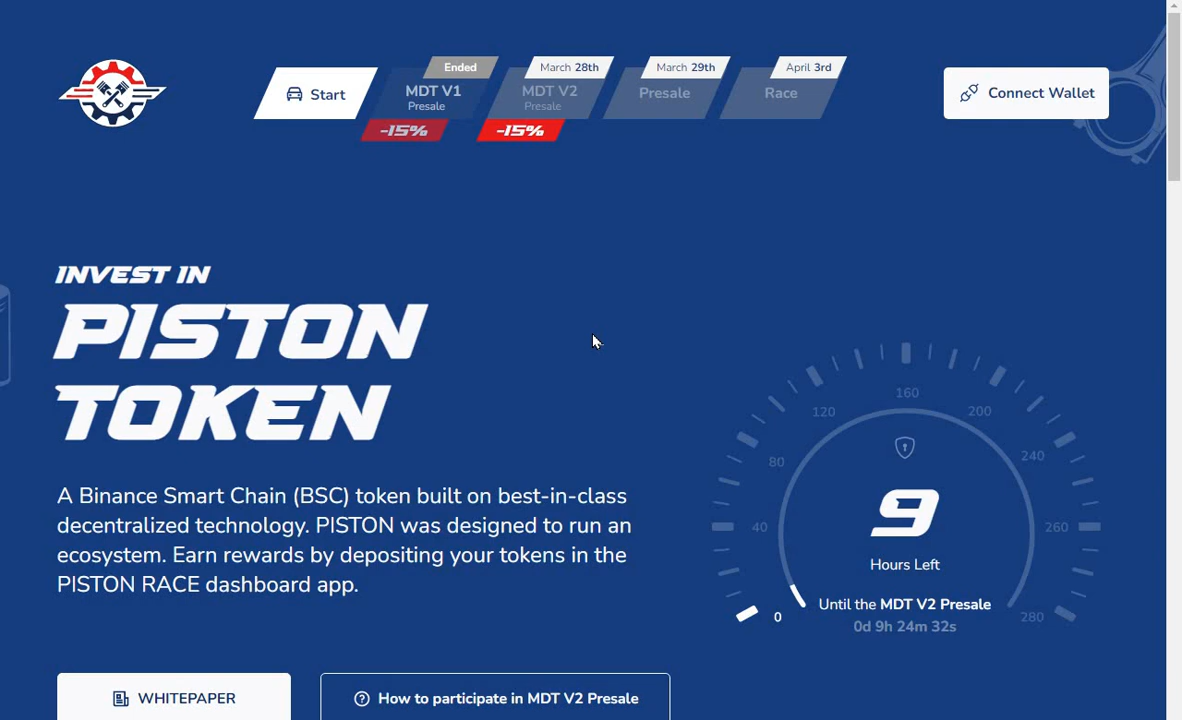 Start
Ended
MDT V1
Presale
-15%
March 28th
MDT V2
Presale
-15%
March 29th
Presale
April 3rd
Race
Connect Wallet
INVEST IN
PISTON
TOKEN
A Binance Smart Chain (BSC) token built on best-in-class
decentralized technology. PISTON was designed to run an
ecosystem. Earn rewards by depositing your tokens in the
PISTON RACE dashboard app.
WHITEPAPER
How to participate in MDT V2 Presale
0
40
80
120
160
200
240
260
280
9
Hours Left
Until the MDT V2 Presale
0d 9h 24m 32s